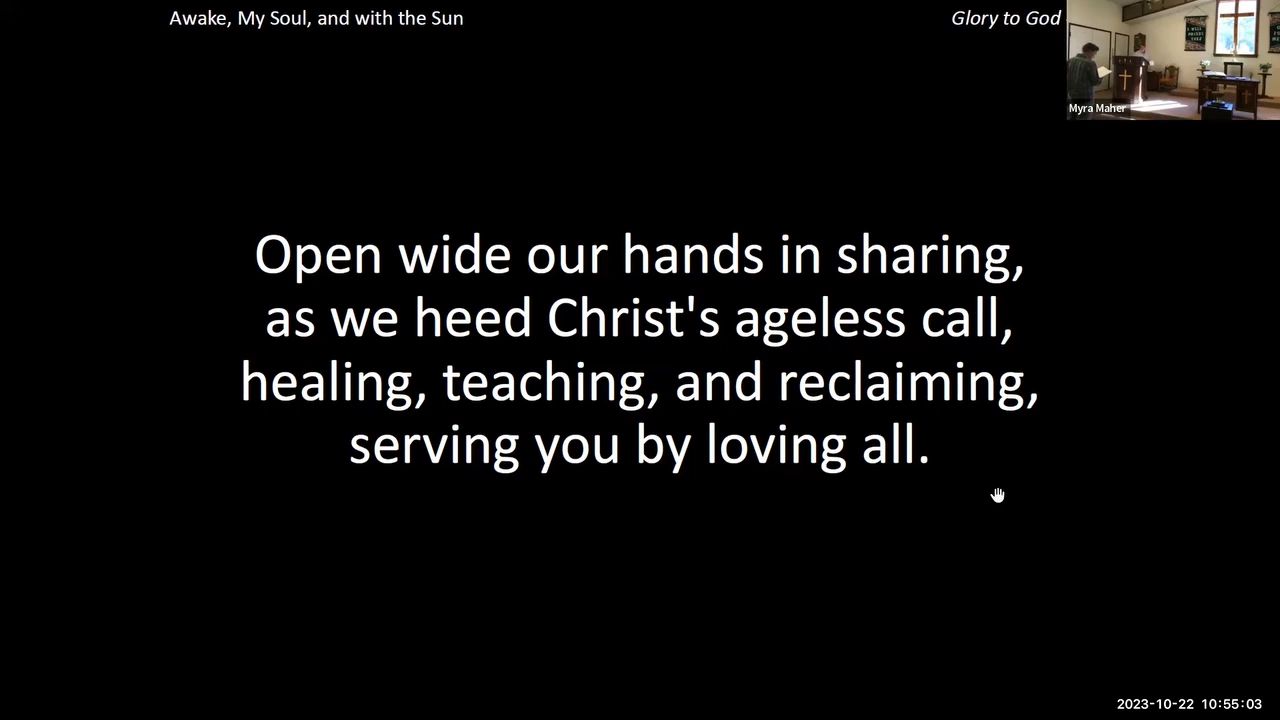 Awake, My Soul, and with the Sun
Glory to God
Myra Maher
Open wide our hands in sharing,
as we heed Christ's ageless call,
healing, teaching, and reclaiming,
serving you by loving all.
2023-10-22 10:55:03